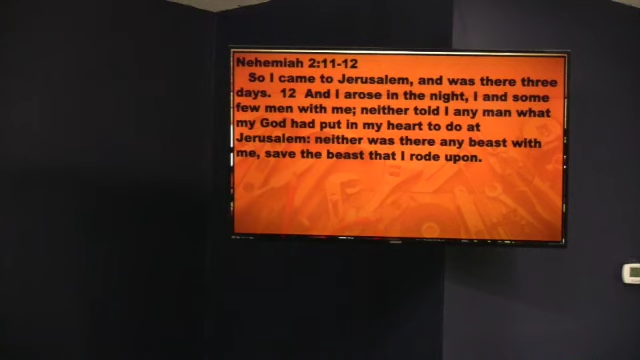 Nehemiah 2:11-12
So I came to Jerusalem, and was there three
days. 12 And I arose in the night, I and some
few men with me; neither told I any man what
my God had put in my heart to do at
Jerusalem: neither was there any beast with
me, save the beast that I rode upon.